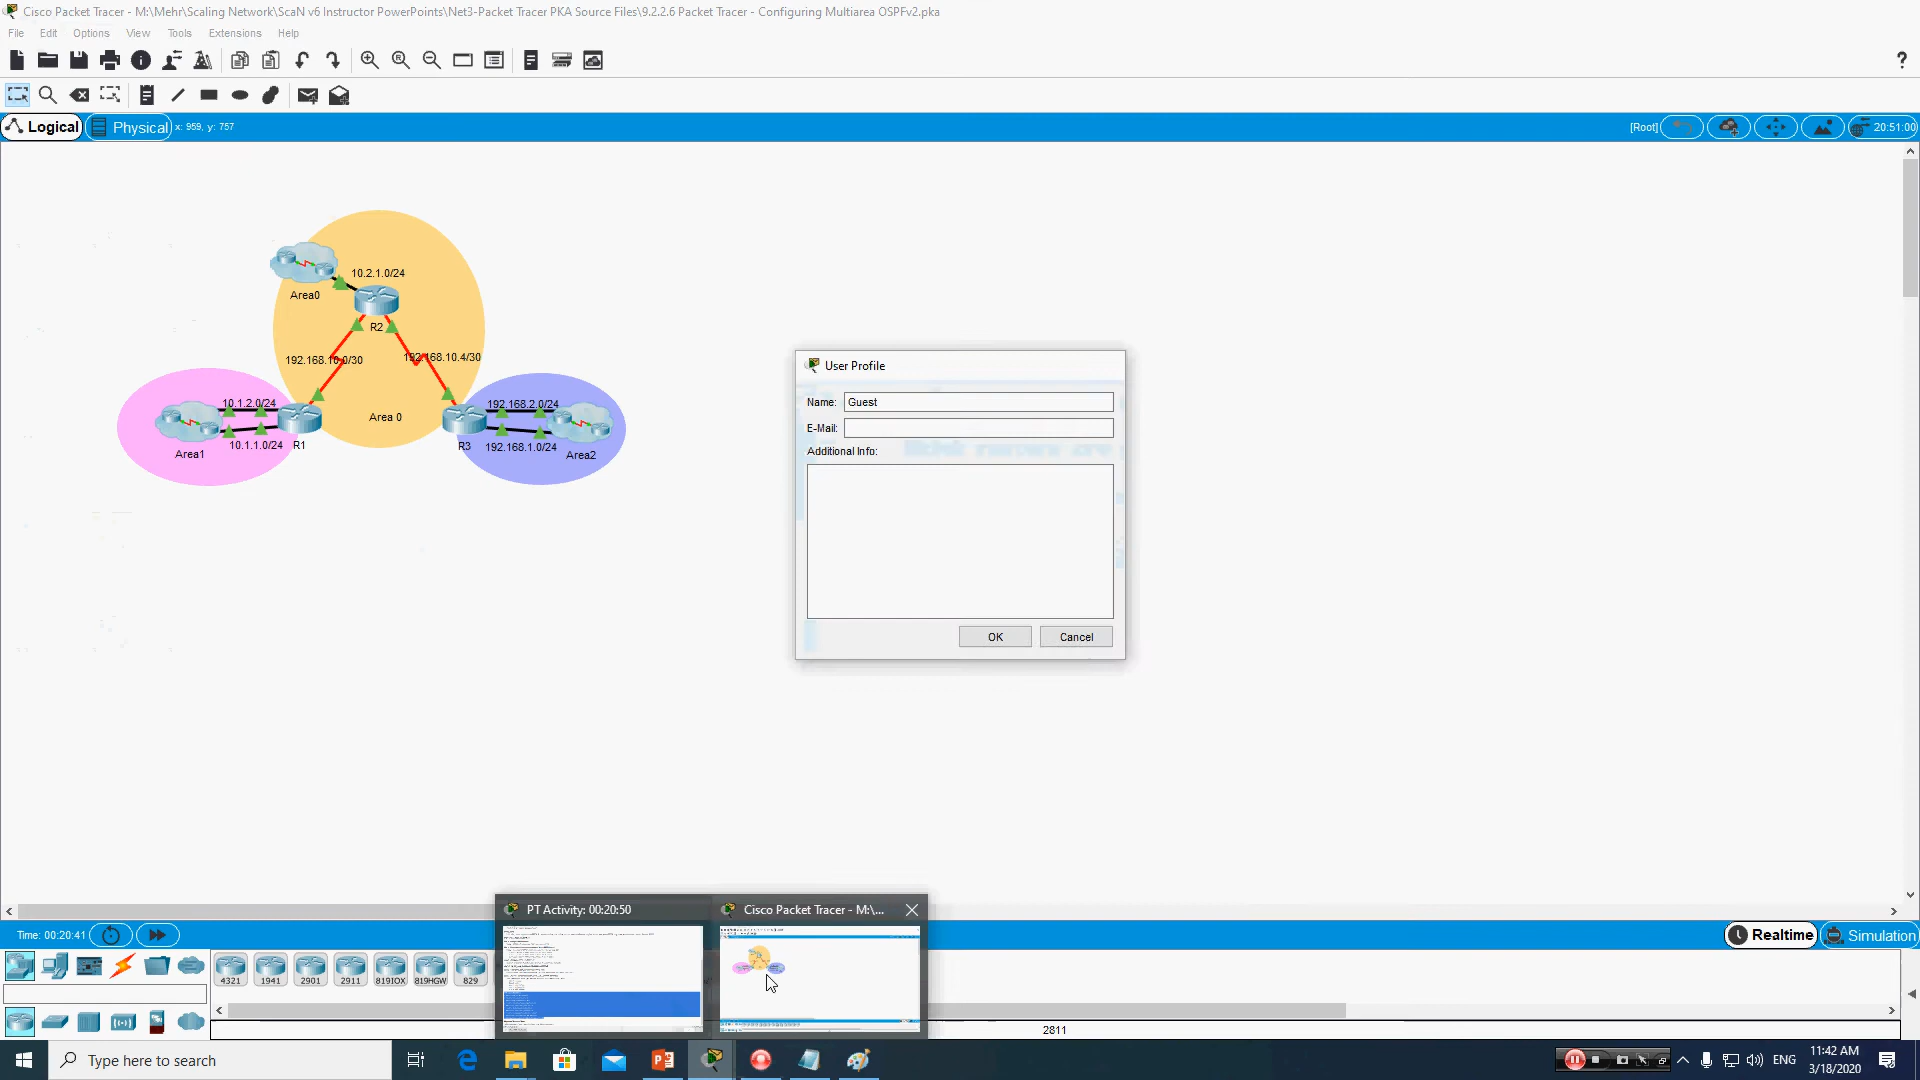 Cisco Packet Tracer - M:\Mehr\Scaling Network\ScaN v6 Instructor PowerPoints\Net3-Packet Tracer PKA Source Files\9.2.2.6 Packet Tracer - Configuring Multiarea OSPFv2.pka
File Edit Options View Tools Extensions Help
Logical Physical x: 959, y: 757 [Root] 20:51:00
10.2.1.0/24
Area0
R2
192.168.10.0/30
192.168.10.4/30
10.1.2.0/24
Area 0
192.168.2.0/24
10.1.1.0/24
R1
R3
192.168.1.0/24
Area1
Area2
User Profile
Name: Guest
E-Mail:
Additional Info:
OK Cancel
PT Activity: 00:20:50
Cisco Packet Tracer - M:\...
Time: 00:20:41
Realtime Simulation
4321 1941 2901 2911 819IOX 819HGW 829
2811
Type here to search
ENG
11:42 AM
3/18/2020